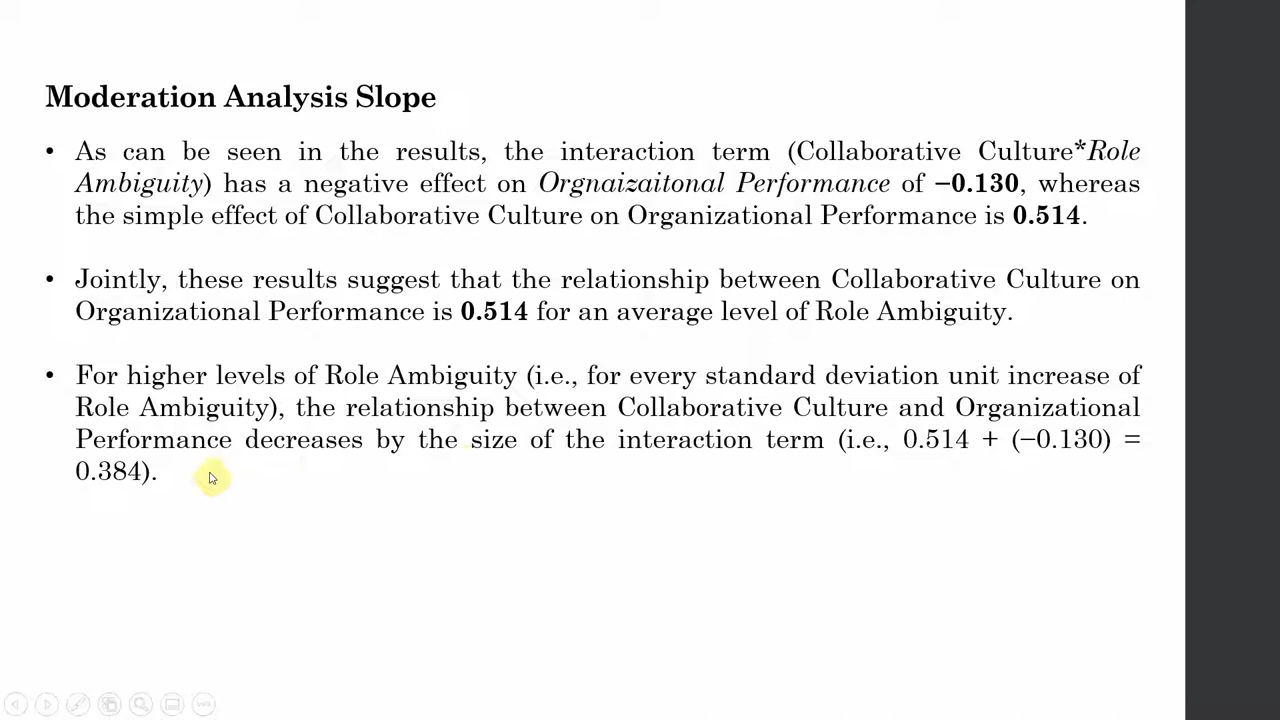 Moderation Analysis Slope
• As can be seen in the results, the interaction term (Collaborative Culture*Role
Ambiguity) has a negative effect on Orgnaizaitonal Performance of −0.130, whereas
the simple effect of Collaborative Culture on Organizational Performance is 0.514.
• Jointly, these results suggest that the relationship between Collaborative Culture on
Organizational Performance is 0.514 for an average level of Role Ambiguity.
• For higher levels of Role Ambiguity (i.e., for every standard deviation unit increase of
Role Ambiguity), the relationship between Collaborative Culture and Organizational
Performance decreases by the size of the interaction term (i.e., 0.514 + (−0.130) =
0.384).